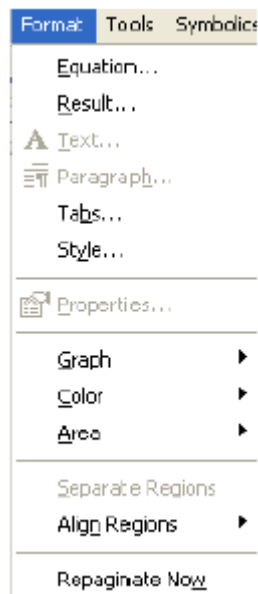 Format Tools Symbolics
Equation...
Result...
A Text...
Paragraph...
Tabs...
Style...
Properties...
Graph
Color
Area
Separate Regions
Align Regions
Repaginate Now